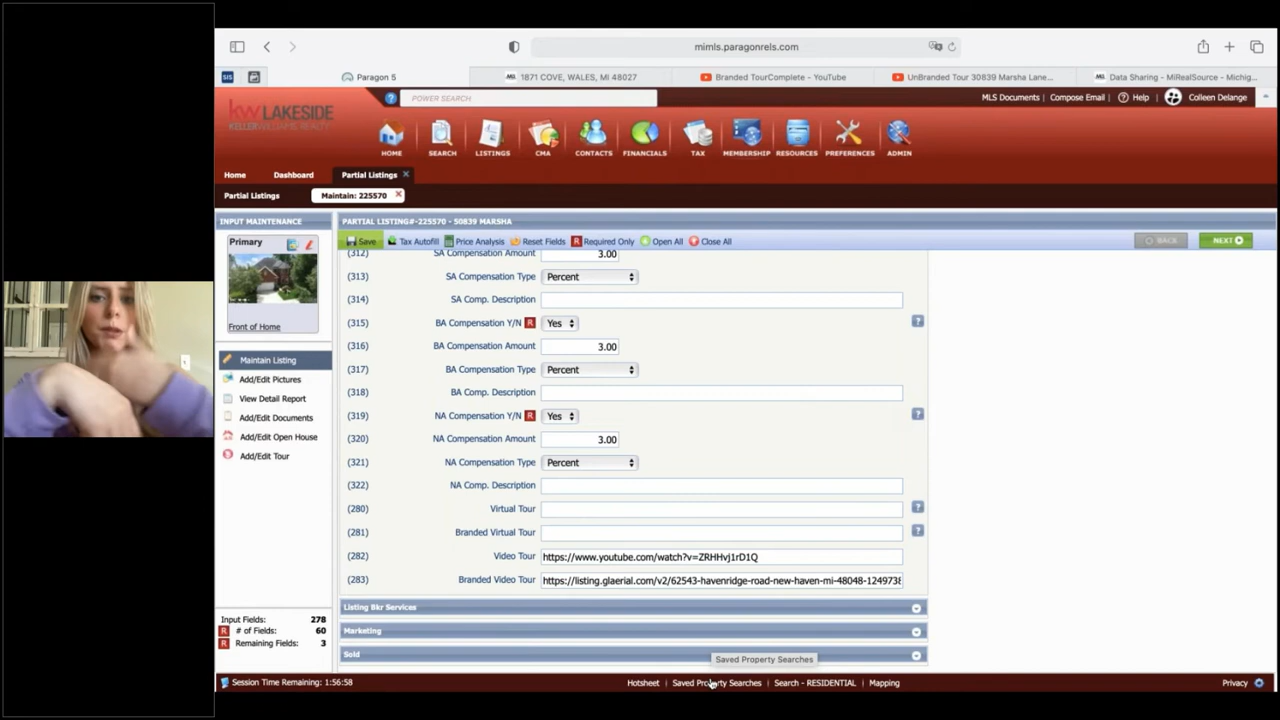 mimls.paragonrels.com
SIS
Paragon 5
1871 COVE, WALES, MI 48027
Branded TourComplete - YouTube
UnBranded Tour 30839 Marsha Lane...
Data Sharing - MiRealSource - Michig...
kw LAKESIDE
KELLERWILLIAMS REALTY
POWER SEARCH
MLS Documents | Compose Email | Help | Colleen Delange
HOME
SEARCH
LISTINGS
CMA
CONTACTS
FINANCIALS
TAX
MEMBERSHIP
RESOURCES
PREFERENCES
ADMIN
Home
Dashboard
Partial Listings
Partial Listings
Maintain: 225570
INPUT MAINTENANCE
PARTIAL LISTING#-225570 - 50839 MARSHA
Primary
Front of Home
Save
Tax Autofill
Price Analysis
Reset Fields
R Required Only
Open All
Close All
BACK
NEXT
Maintain Listing
Add/Edit Pictures
View Detail Report
Add/Edit Documents
Add/Edit Open House
Add/Edit Tour
(312) SA Compensation Amount 3.00
(313) SA Compensation Type Percent
(314) SA Comp. Description
(315) BA Compensation Y/N R Yes ?
(316) BA Compensation Amount 3.00
(317) BA Compensation Type Percent
(318) BA Comp. Description
(319) NA Compensation Y/N R Yes ?
(320) NA Compensation Amount 3.00
(321) NA Compensation Type Percent
(322) NA Comp. Description
(280) Virtual Tour ?
(281) Branded Virtual Tour ?
(282) Video Tour https://www.youtube.com/watch?v=ZRHHvj1rD1Q
(283) Branded Video Tour https://listing.glaerial.com/v2/62543-havenridge-road-new-haven-mi-48048-1249738
Listing Bkr Services
Marketing
Sold
Input Fields: 278
R # of Fields: 60
R Remaining Fields: 3
Saved Property Searches
Session Time Remaining: 1:56:58
Hotsheet | Saved Property Searches | Search - RESIDENTIAL | Mapping
Privacy